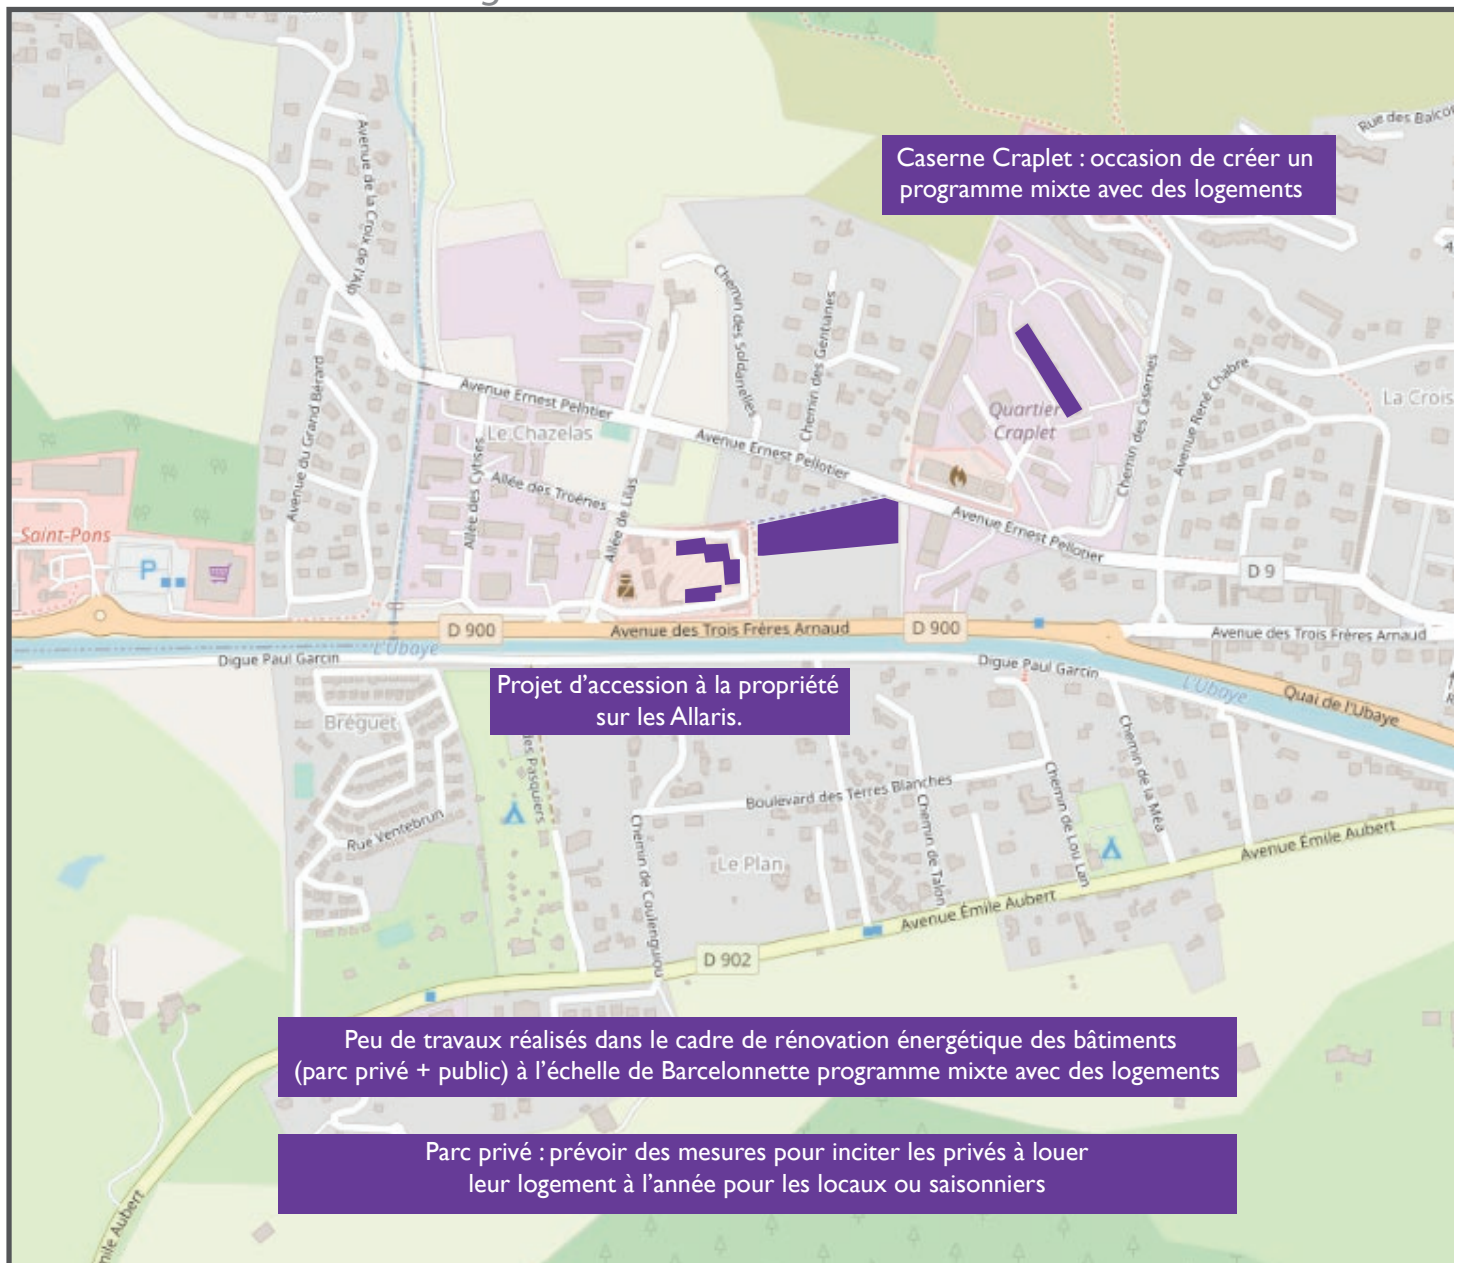 Rue des Balco
Caserne Craplet : occasion de créer un
programme mixte avec des logements
Avenue de la Croix de l'Alp
Chemin des Soldanelles
Chemin des Gentianes
Avenue du Grand Bérard
Avenue Ernest Pellotier
Le Chazelas
Avenue Ernest Pellotier
Quartier
Craplet
Chemin des Casernes
Avenue René Chabre
La Crois
Allée des Cytises
Allée des Troënes
Allée de Lilas
Avenue Ernest Pellotier
Saint-Pons
P
D 9
D 900
Avenue des Trois Frères Arnaud
D 900
Avenue des Trois Frères Arnaud
L'Ubaye
Digue Paul Garcin
Digue Paul Garcin
L'Ubaye
Quai de l'Ubaye
Projet d'accession à la propriété
sur les Allaris.
Bréguet
des Pasquiers
Rue Ventebrun
Boulevard des Terres Blanches
Chemin de Coulenguiou
Le Plan
Chemin de Talon
Chemin de Lou Lan
Chemin de la Méa
Avenue Émile Aubert
Avenue Émile Aubert
D 902
Peu de travaux réalisés dans le cadre de rénovation énergétique des bâtiments
(parc privé + public) à l'échelle de Barcelonnette programme mixte avec des logements
Parc privé : prévoir des mesures pour inciter les privés à louer
leur logement à l'année pour les locaux ou saisonniers
mile Aubert